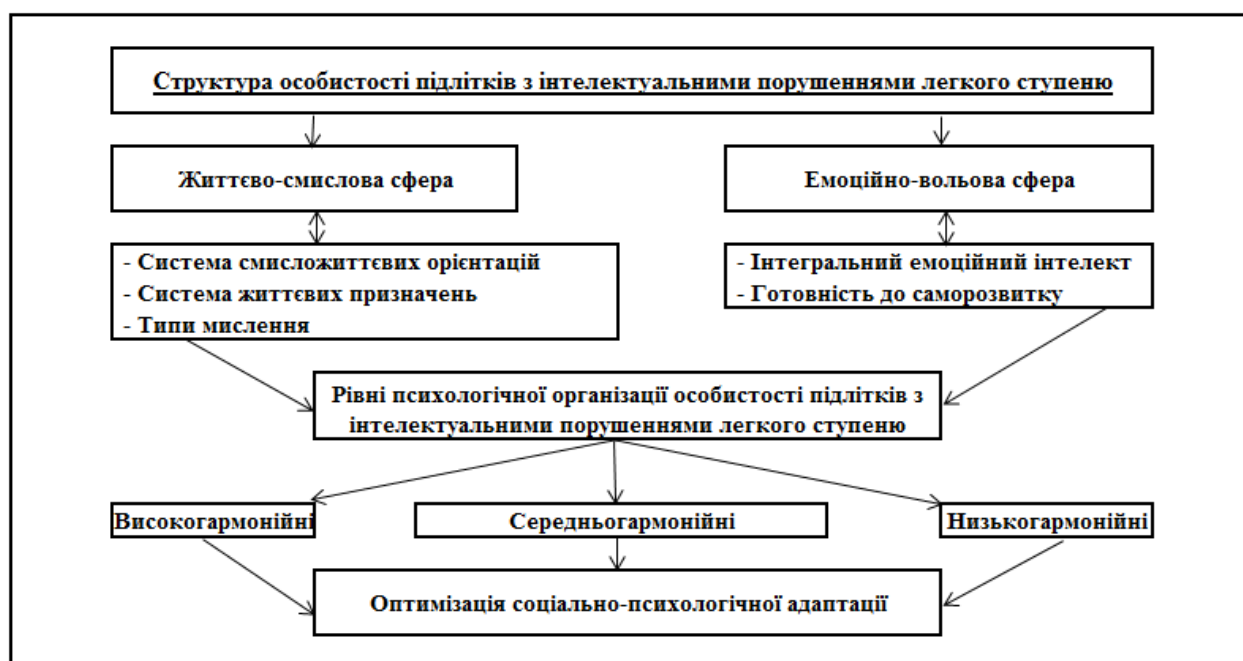 Структура особистості підлітків з інтелектуальними порушеннями легкого ступеню
Життєво-смислова сфера
Емоційно-вольова сфера
- Система смисложиттєвих орієнтацій
- Система життєвих призначень
- Типи мислення
- Інтегральний емоційний інтелект
- Готовність до саморозвитку
Рівні психологічної організації особистості підлітків з
інтелектуальними порушеннями легкого ступеню
Високогармонійні
Середньогармонійні
Низькогармонійні
Оптимізація соціально-психологічної адаптації